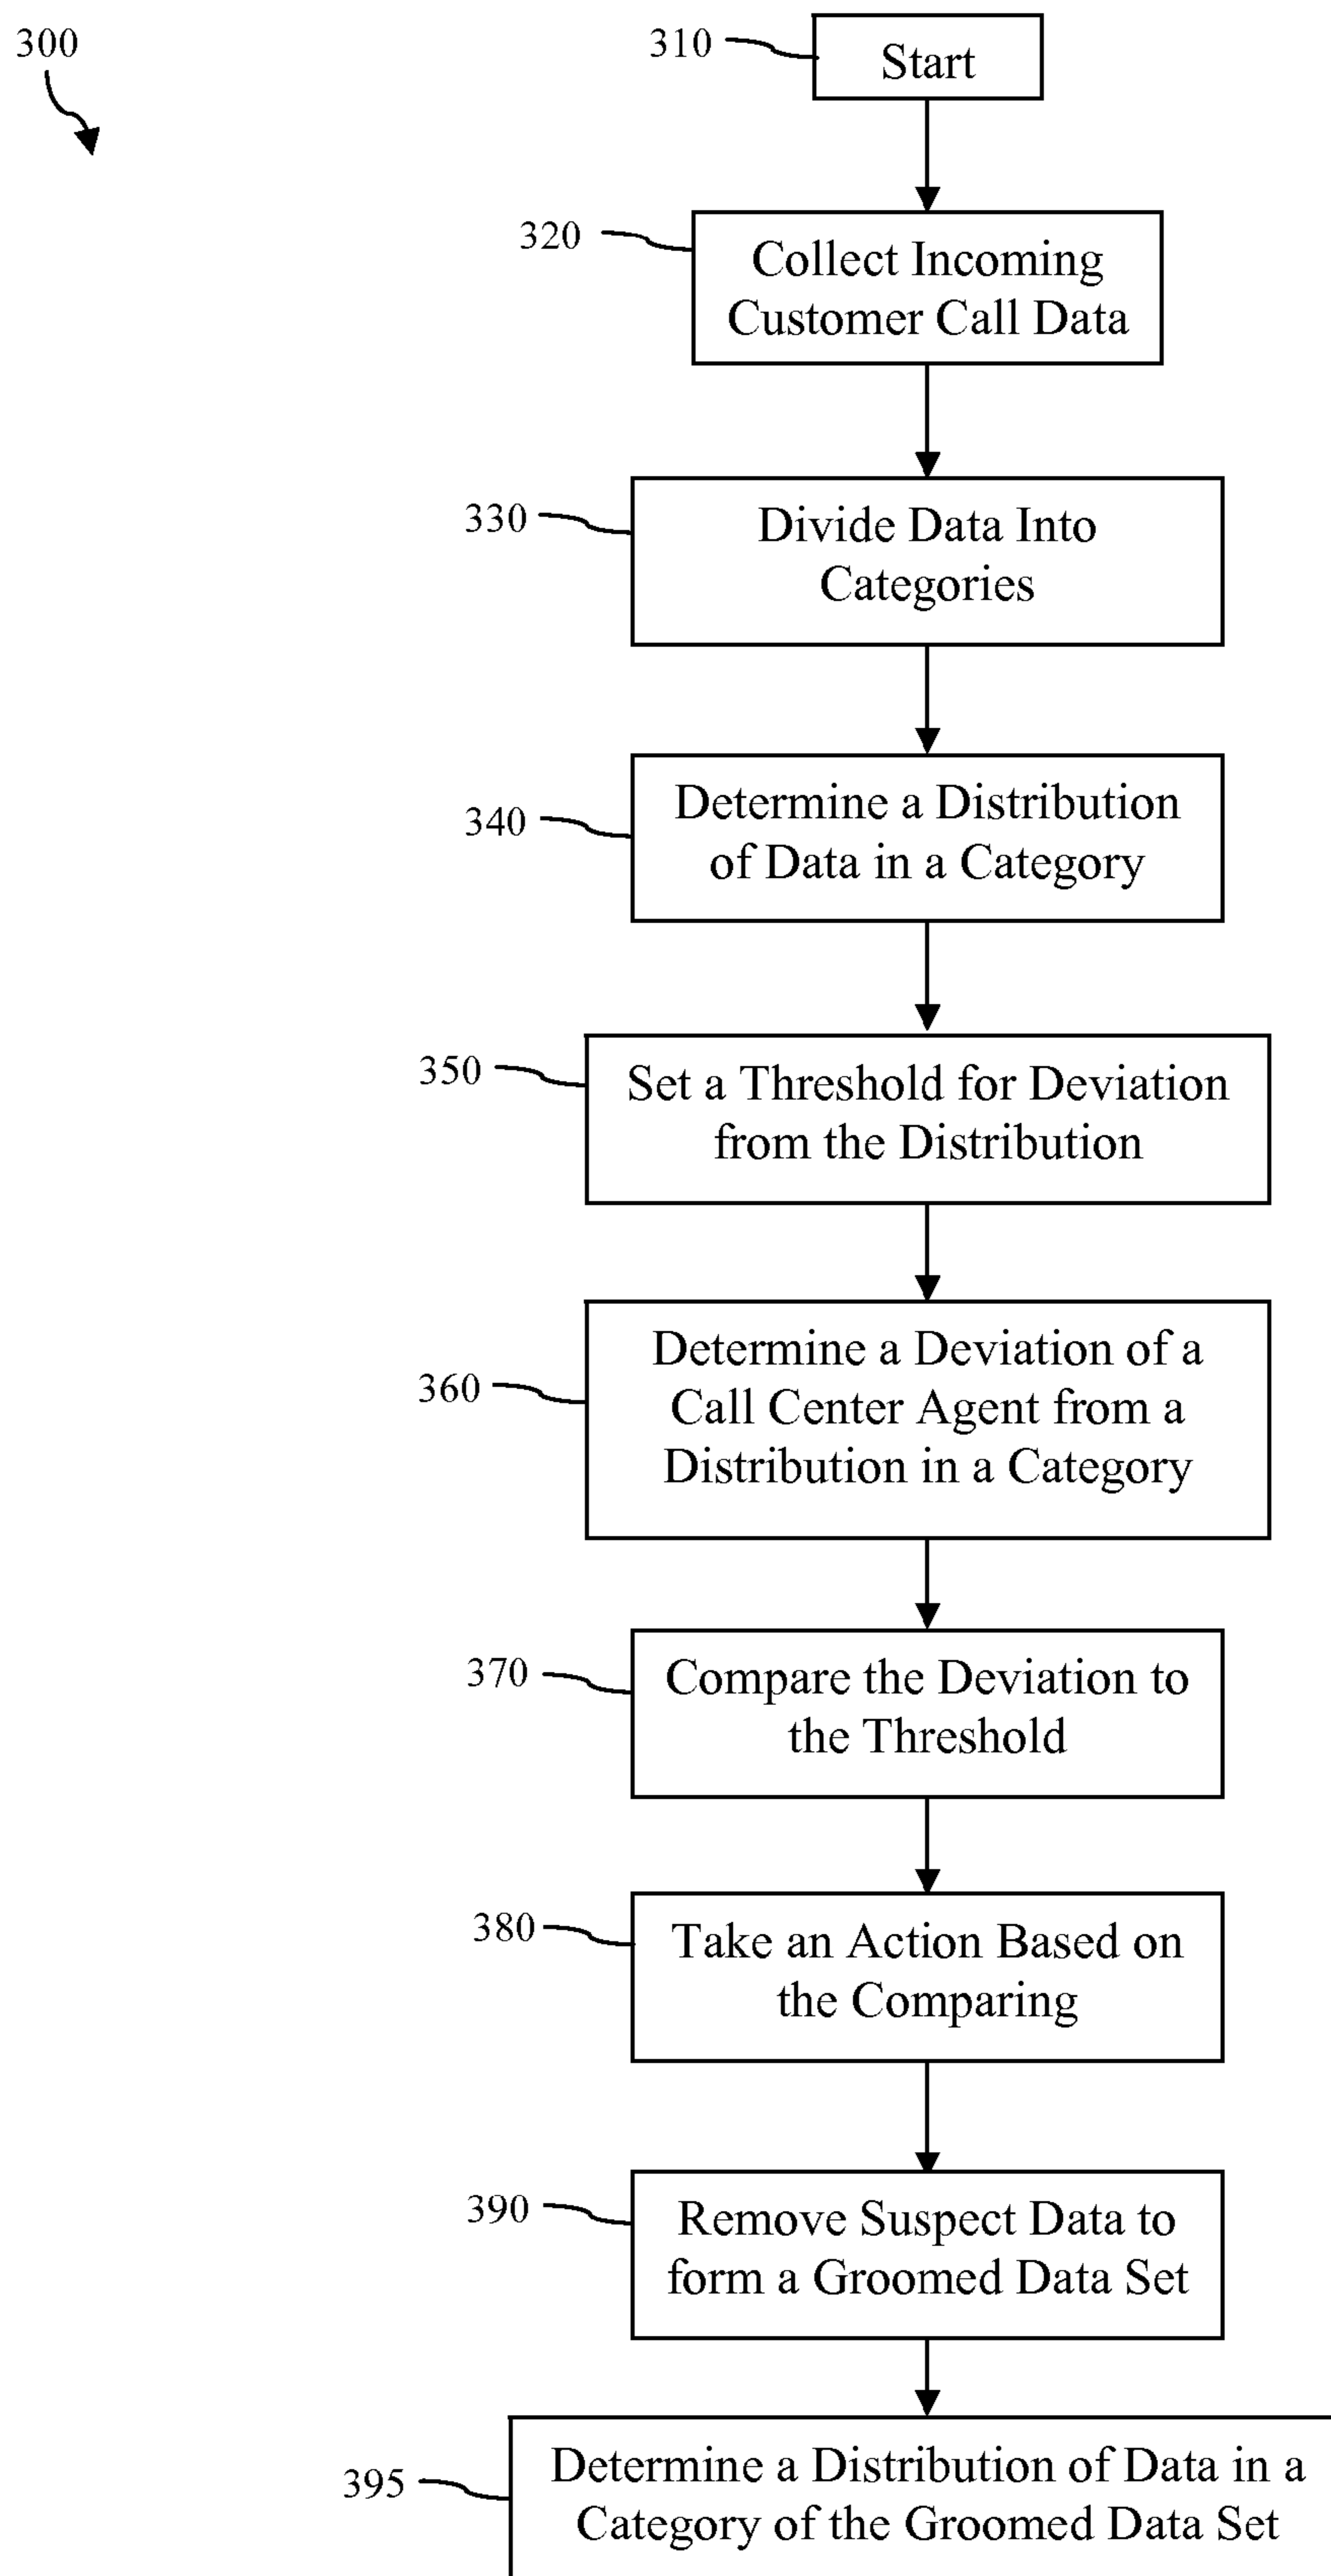 300
310
Start
320
Collect Incoming
Customer Call Data
330
Divide Data Into
Categories
340
Determine a Distribution
of Data in a Category
350
Set a Threshold for Deviation
from the Distribution
360
Determine a Deviation of a
Call Center Agent from a
Distribution in a Category
370
Compare the Deviation to
the Threshold
380
Take an Action Based on
the Comparing
390
Remove Suspect Data to
form a Groomed Data Set
395
Determine a Distribution of Data in a
Category of the Groomed Data Set